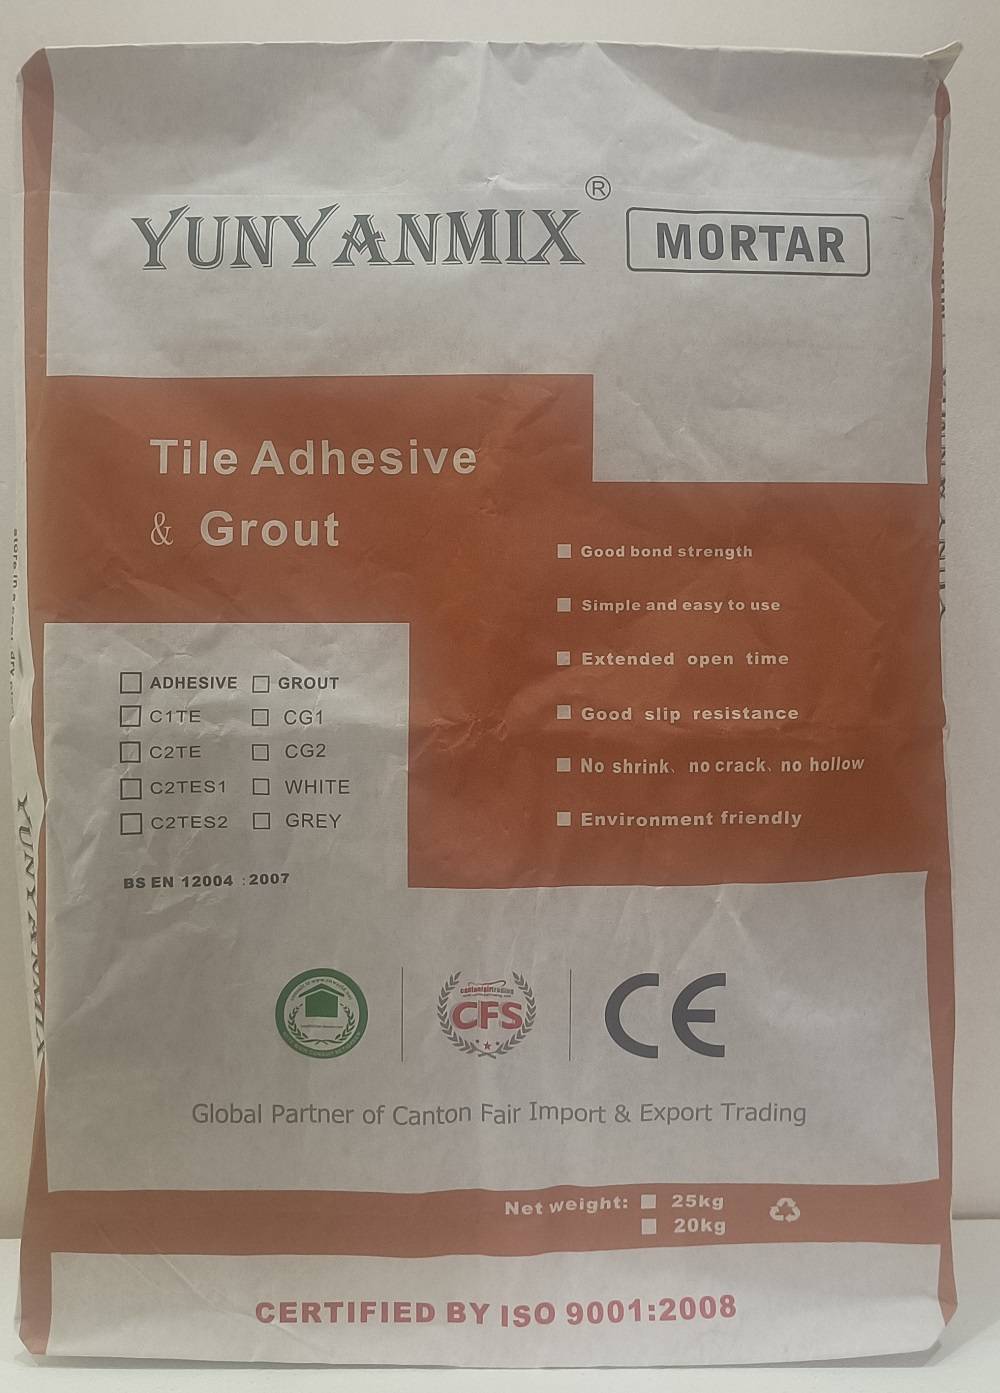 YUNYANMIX ® MORTAR
Tile Adhesive
& Grout
Good bond strength
Simple and easy to use
Extended open time
Good slip resistance
No shrink、no crack、no hollow
Environment friendly
ADHESIVE GROUT
C1TE CG1
C2TE CG2
C2TES1 WHITE
C2TES2 GREY
BS EN 12004 :2007
cantonfairtrading
CFS
CE
Global Partner of Canton Fair Import & Export Trading
Net weight: 25kg
20kg
CERTIFIED BY ISO 9001:2008
YUNYANMIX